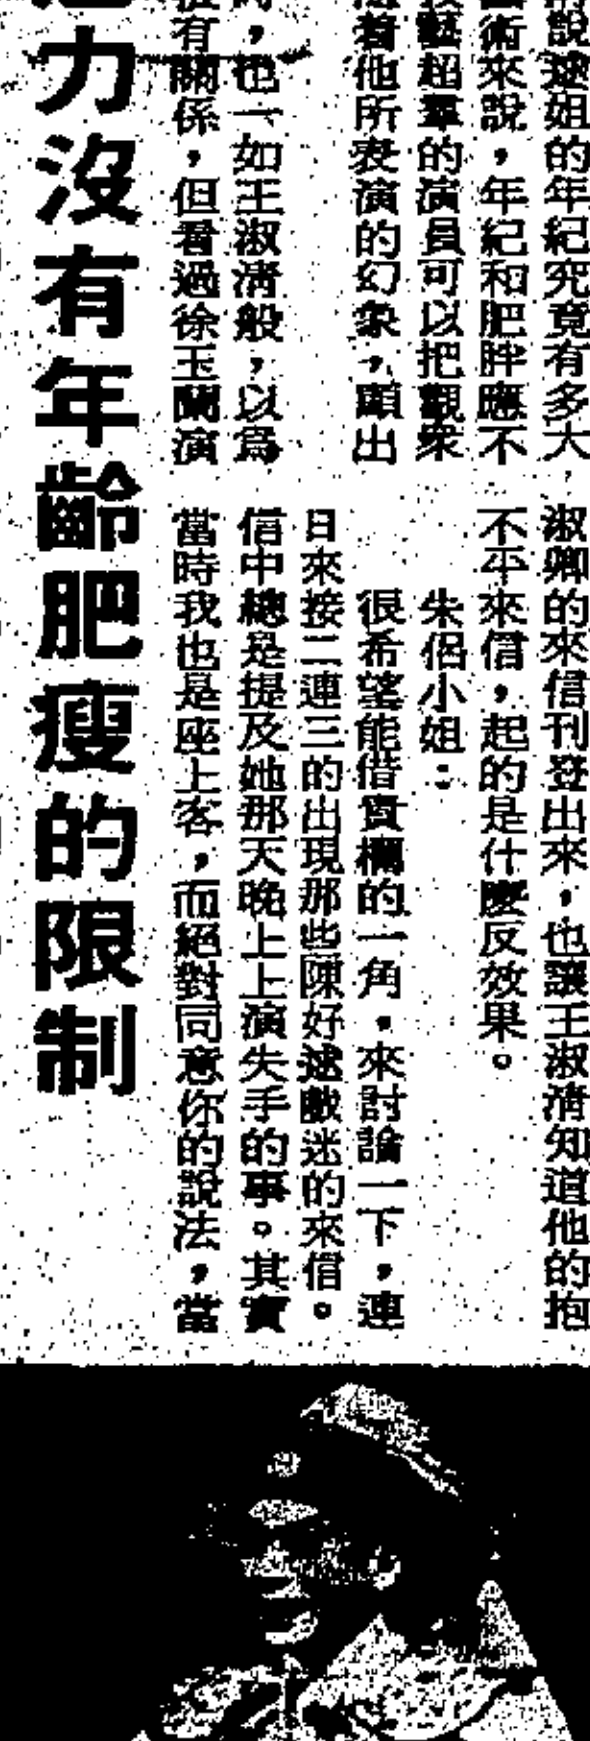 力沒有年齡肥瘦的限制
說逑姐的年紀究竟有多大，
術來說，年紀和肥胖應不
藝超羣的演員可以把觀眾
着他所表演的幻象，顯出
，也一如王淑清般，以爲
有關係，但看過徐玉蘭演
淑卿的來信刊登出來，也讓王淑清知道他的抱
不平來信，起的是什麼反效果。
朱侶小姐：
很希望能借貴欄的一角，來討論一下，連
日來接二連三的出現那些陳好逑戲迷的來信。
信中總是提及她那天晚上上演失手的事。其實
當時我也是座上客，而絕對同意你的說法，當